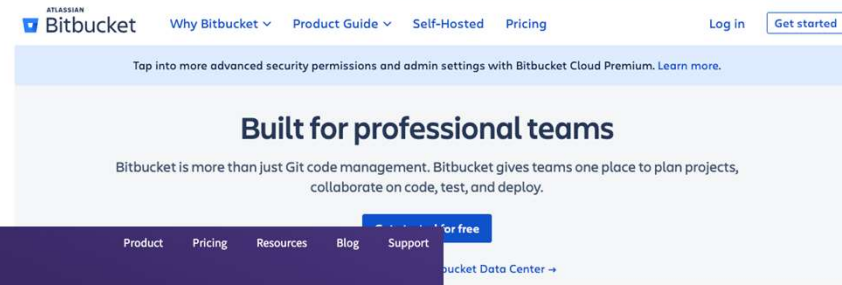 ATLASSIAN
Bitbucket
Why Bitbucket Product Guide Self-Hosted Pricing Log in Get started
Tap into more advanced security permissions and admin settings with Bitbucket Cloud Premium. Learn more.
Built for professional teams
Bitbucket is more than just Git code management. Bitbucket gives teams one place to plan projects,
collaborate on code, test, and deploy.
for free
Product Pricing Resources Blog Support
Data Center →